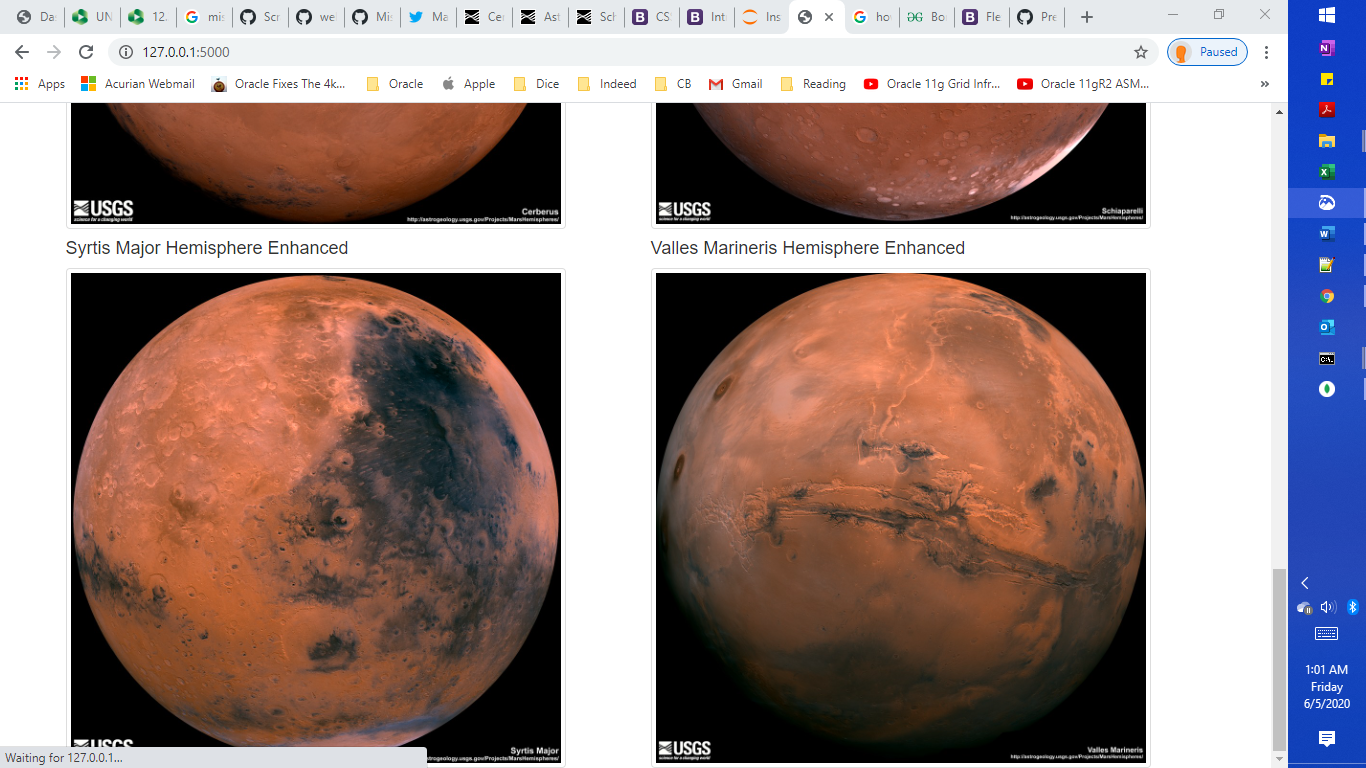 Da
UN
12.
mis
Scr
we
Mis
Ma
Ce
Ast
Sch
CS
Int
Ins
ho
Bo
Fle
Pre
127.0.0.1:5000
Paused
Apps
Acurian Webmail
Oracle Fixes The 4k...
Oracle
Apple
Dice
Indeed
CB
Gmail
Reading
Oracle 11g Grid Infr...
Oracle 11gR2 ASM...
»
USGS
science for a changing world
Cerberus
http://astrogeology.usgs.gov/Projects/MarsHemispheres/
USGS
science for a changing world
Schiaparelli
http://astrogeology.usgs.gov/Projects/MarsHemispheres/
Syrtis Major Hemisphere Enhanced
Valles Marineris Hemisphere Enhanced
USGS
Syrtis Major
astrogeology.usgs.gov/Projects/MarsHemispheres/
USGS
science for a changing world
Valles Marineris
http://astrogeology.usgs.gov/Projects/MarsHemispheres/
Waiting for 127.0.0.1...
1:01 AM
Friday
6/5/2020